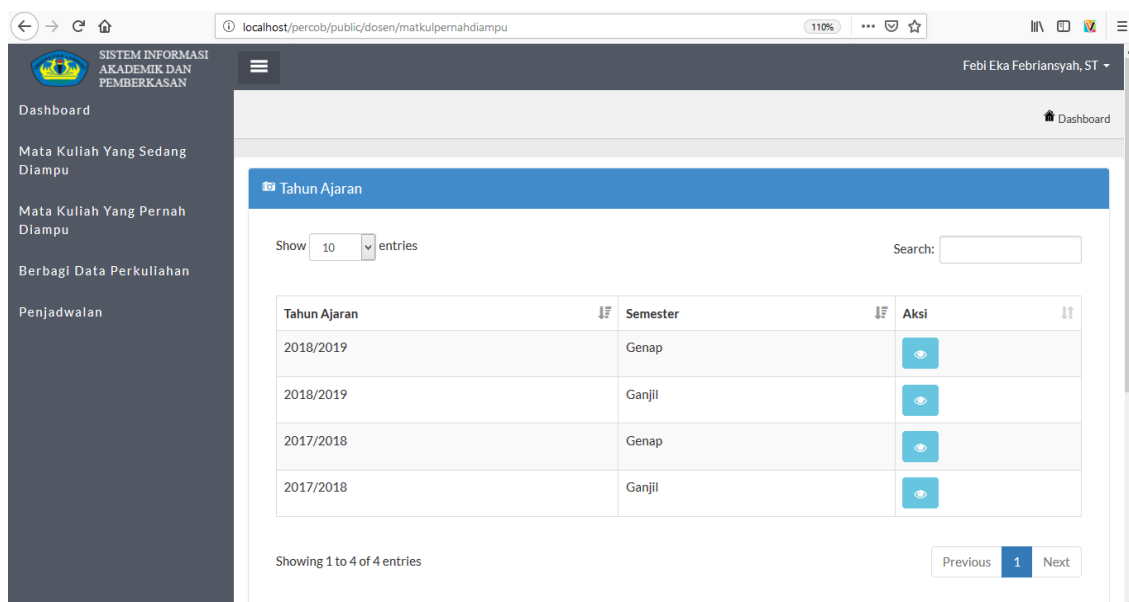 localhost/percob/public/dosen/matkulpernahdiampu
110%
SISTEM INFORMASI
AKADEMIK DAN
PEMBERKASAN
Febi Eka Febriansyah, ST
Dashboard
Dashboard
Mata Kuliah Yang Sedang
Diampu
Mata Kuliah Yang Pernah
Diampu
Berbagi Data Perkuliahan
Penjadwalan
Tahun Ajaran
Show 10 entries
Search:
Tahun Ajaran Semester Aksi
2018/2019 Genap
2018/2019 Ganjil
2017/2018 Genap
2017/2018 Ganjil
Showing 1 to 4 of 4 entries
Previous 1 Next